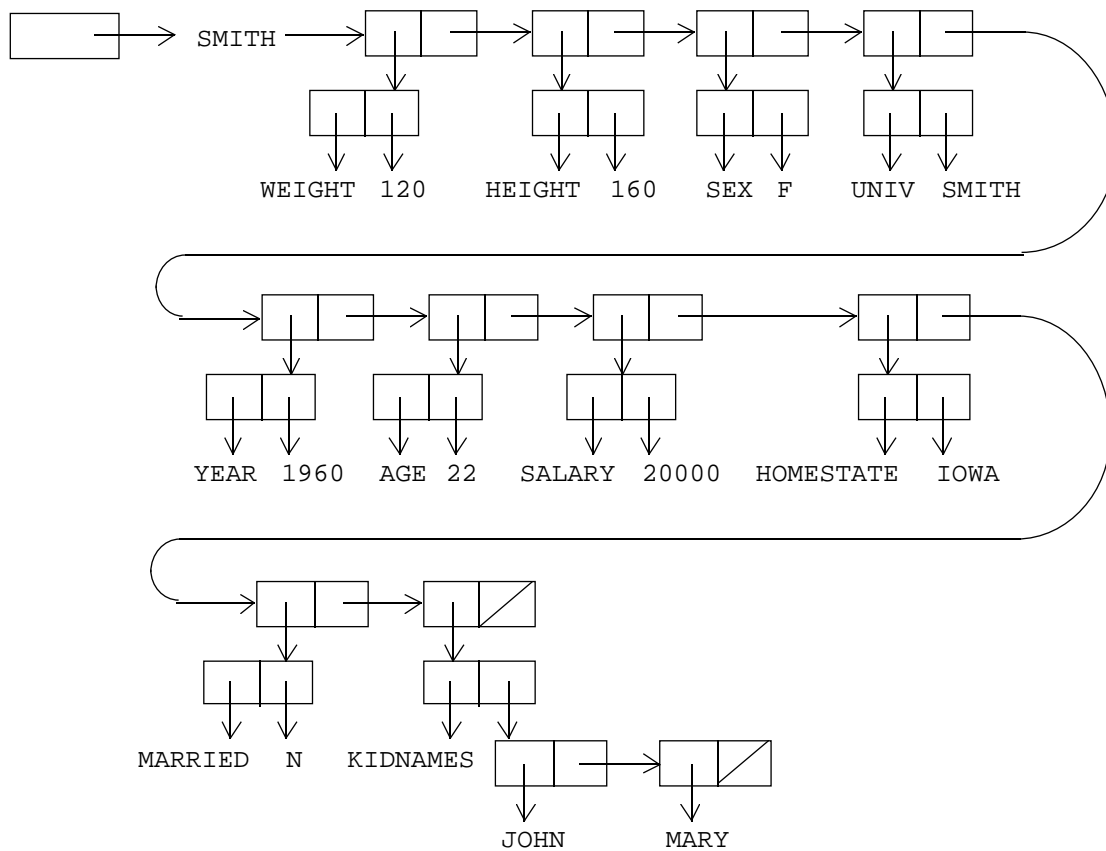 SMITH
WEIGHT 120 HEIGHT 160 SEX F UNIV SMITH
YEAR 1960 AGE 22 SALARY 20000 HOMESTATE IOWA
MARRIED N KIDNAMES
JOHN MARY